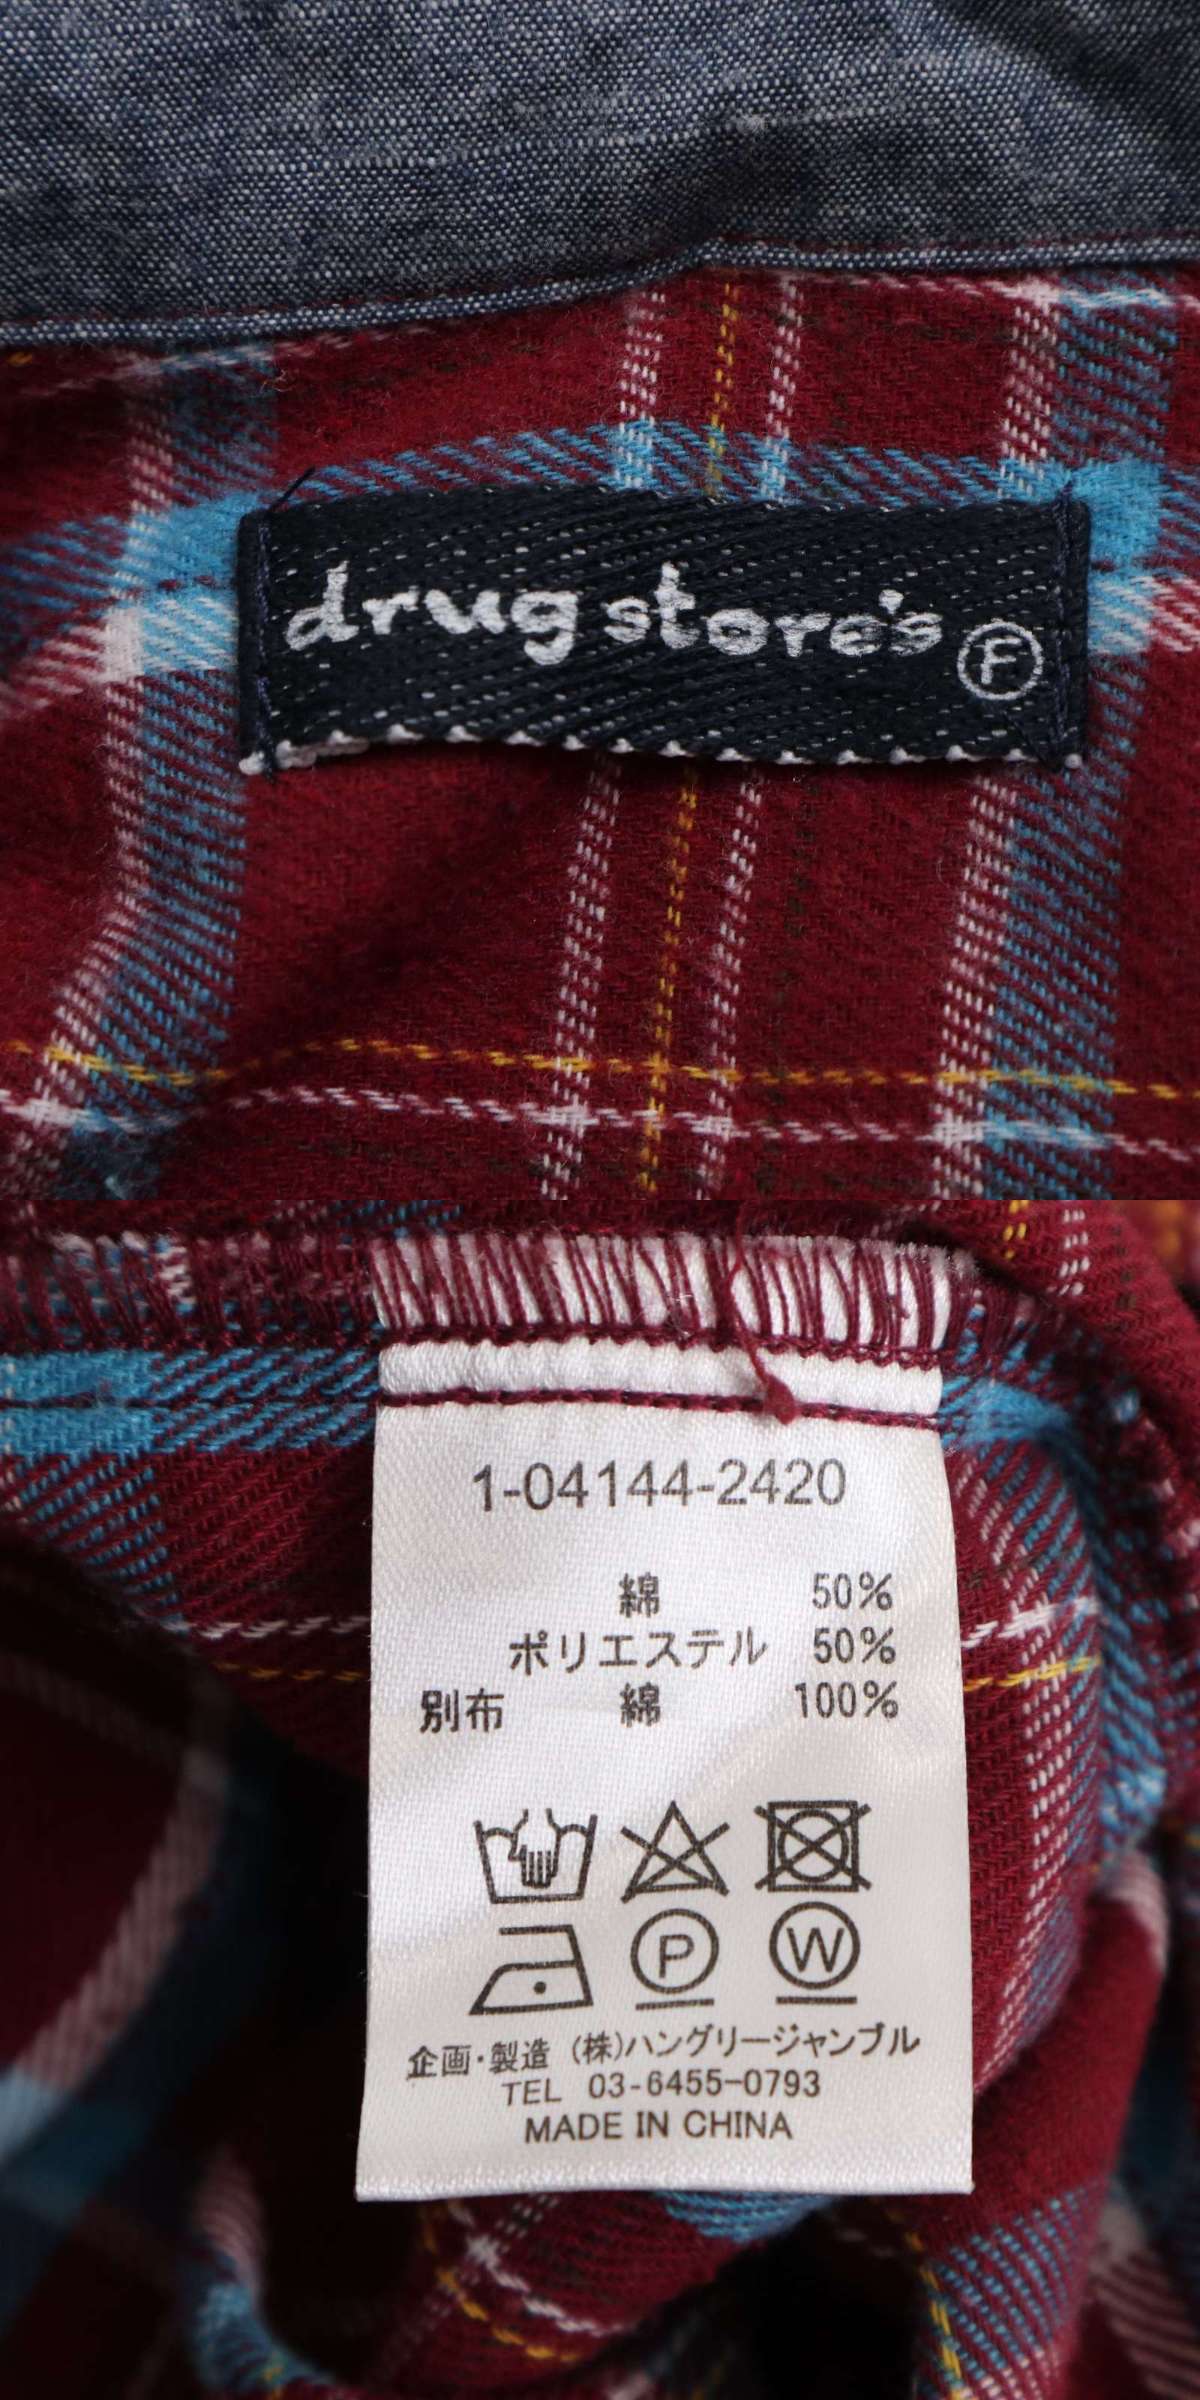 drug store's Ⓕ
1-04144-2420
綿 50%
ポリエステル 50%
別布 綿 100%
P W
企画・製造 (株)ハングリージャンブル
TEL 03-6455-0793
MADE IN CHINA